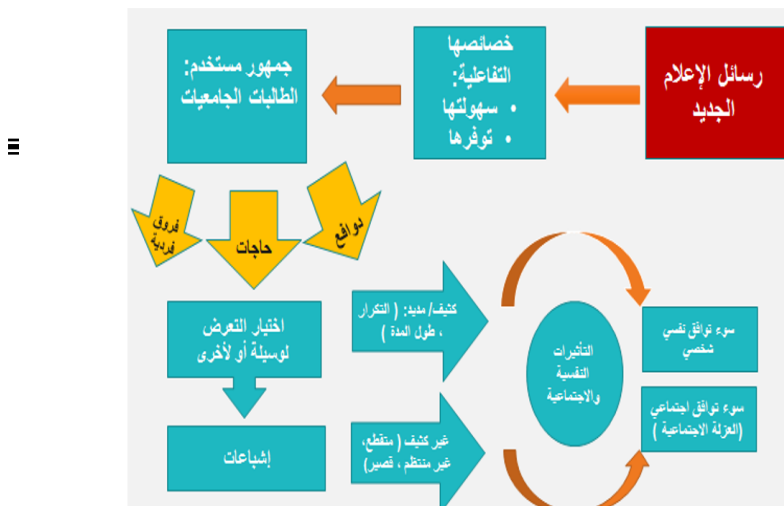 رسائل الإعلام
الجديد
خصائصها
التفاعلية:
• سهولتها
• توفرها
جمهور مستخدم:
الطالبات الجامعيات
دوافع
حاجات
فروق
فردية
اختيار التعرض
لوسيلة أو لأخرى
إشباعات
كثيف/ مديد: ( التكرار
، طول المدة )
غير كثيف ( متقطع،
غير منتظم ، قصير)
التأثيرات
النفسية
والاجتماعية
سوء توافق نفسي
شخصي
سوء توافق اجتماعي
(العزلة الاجتماعية )